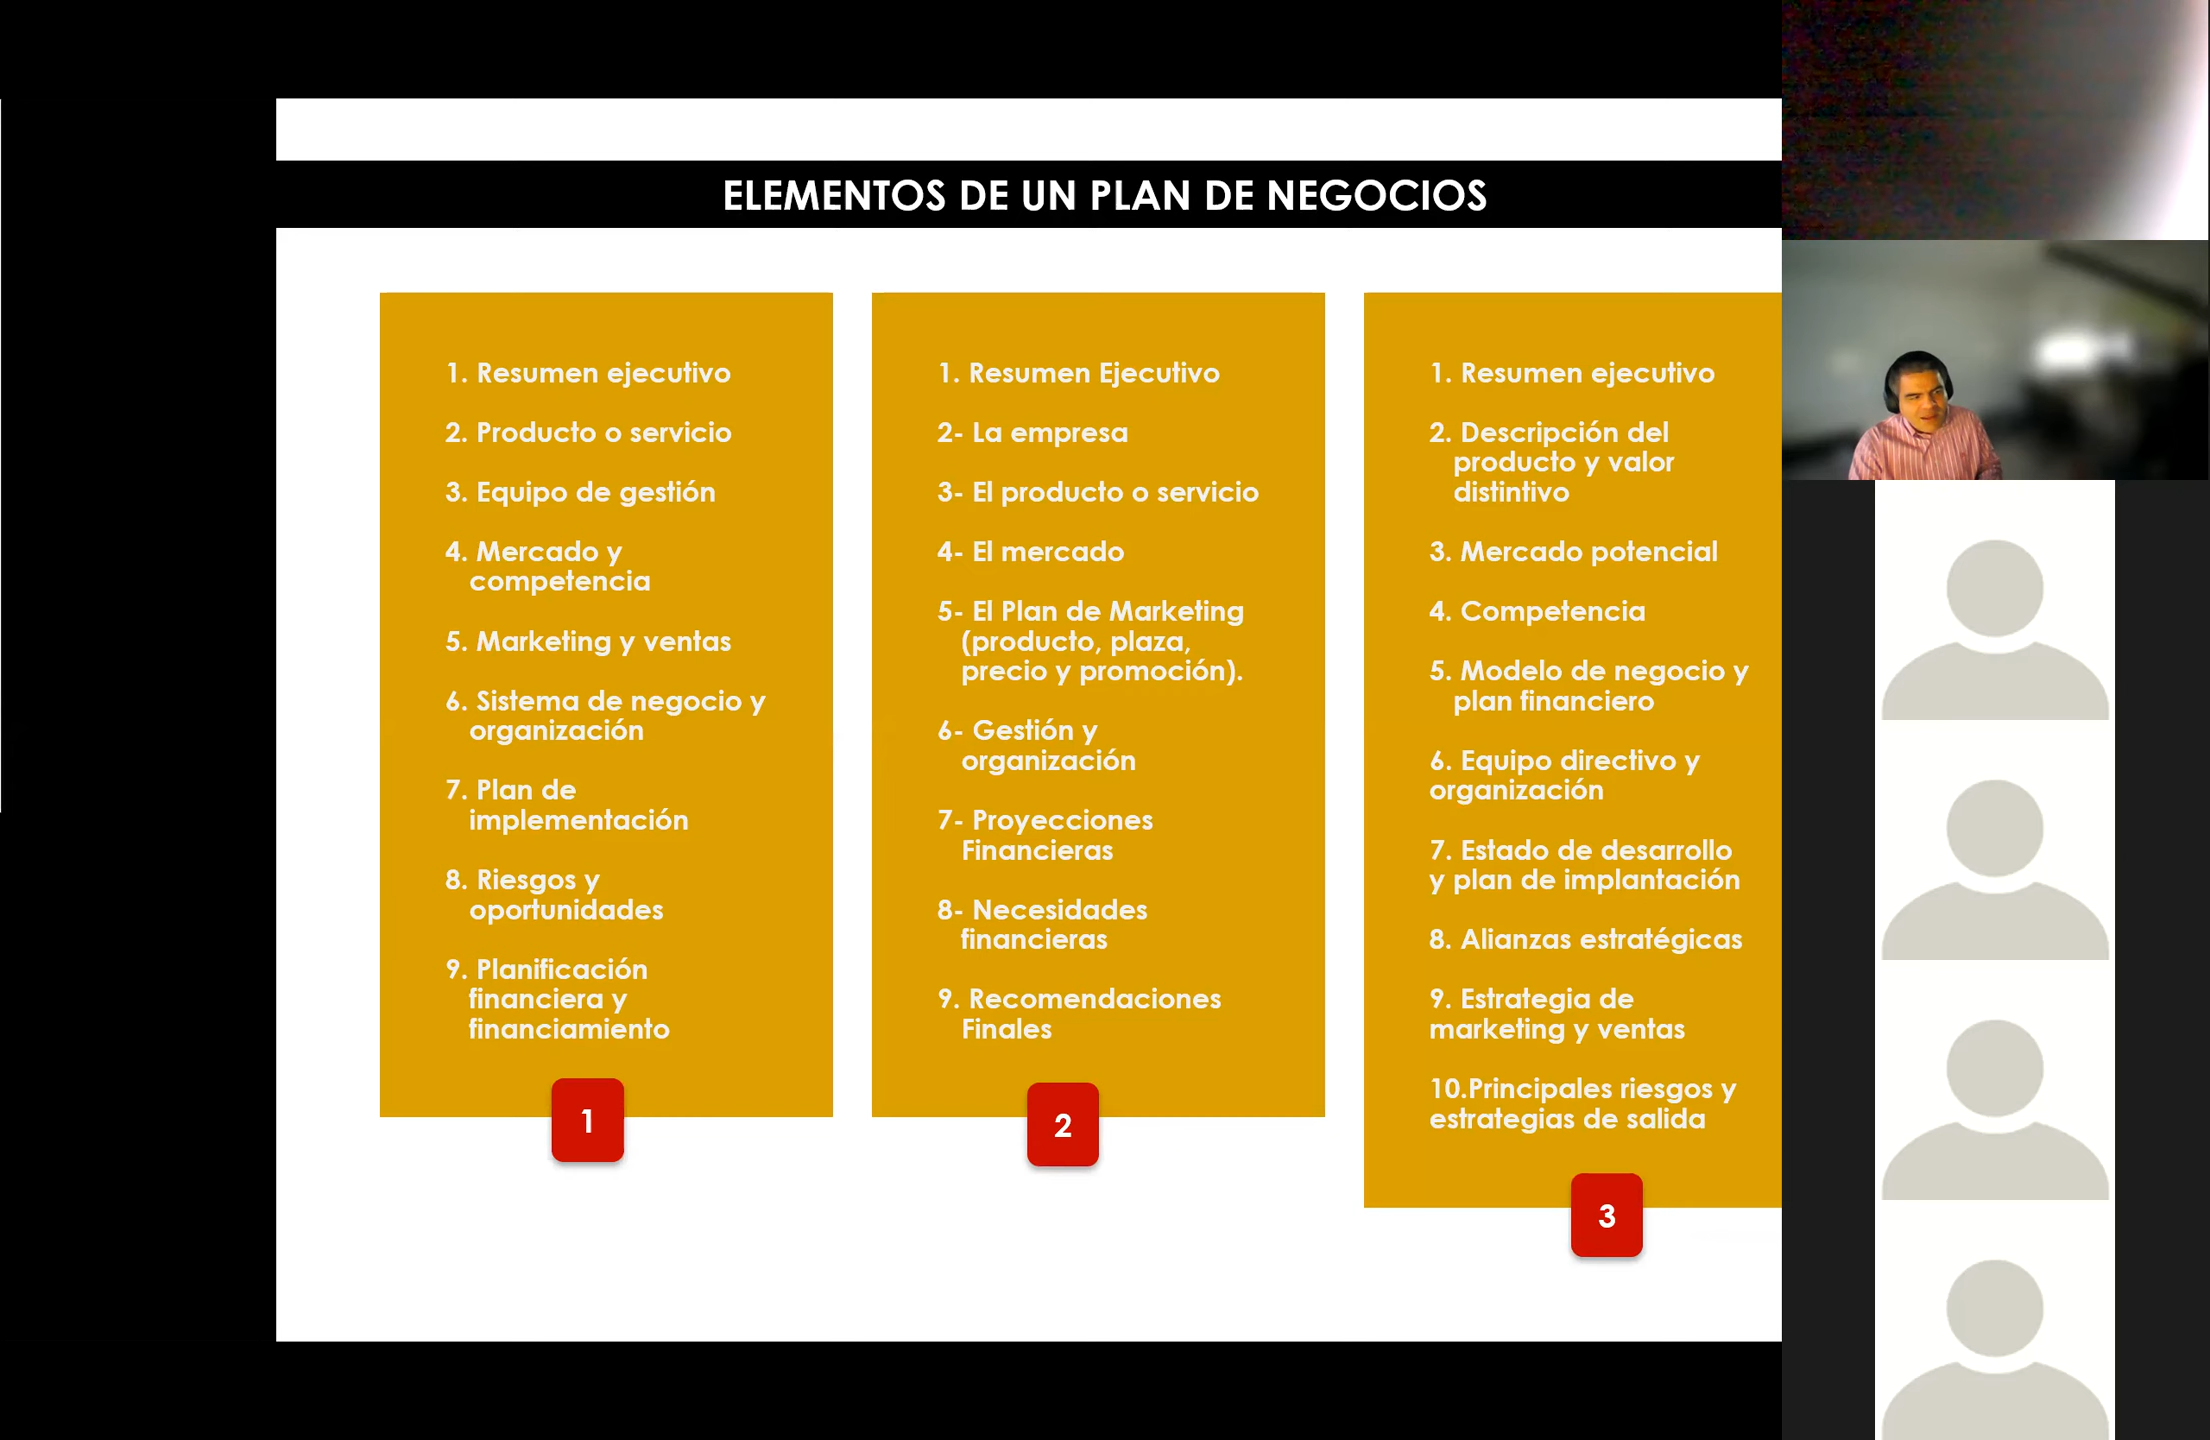 ELEMENTOS DE UN PLAN DE NEGOCIOS
1. Resumen ejecutivo
2. Producto o servicio
3. Equipo de gestión
4. Mercado y
competencia
5. Marketing y ventas
6. Sistema de negocio y
organización
7. Plan de
implementación
8. Riesgos y
oportunidades
9. Planificación
financiera y
financiamiento
1
1. Resumen Ejecutivo
2- La empresa
3- El producto o servicio
4- El mercado
5- El Plan de Marketing
(producto, plaza,
precio y promoción).
6- Gestión y
organización
7- Proyecciones
Financieras
8- Necesidades
financieras
9. Recomendaciones
Finales
2
1. Resumen ejecutivo
2. Descripción del
producto y valor
distintivo
3. Mercado potencial
4. Competencia
5. Modelo de negocio y
plan financiero
6. Equipo directivo y
organización
7. Estado de desarrollo
y plan de implantación
8. Alianzas estratégicas
9. Estrategia de
marketing y ventas
10.Principales riesgos y
estrategias de salida
3